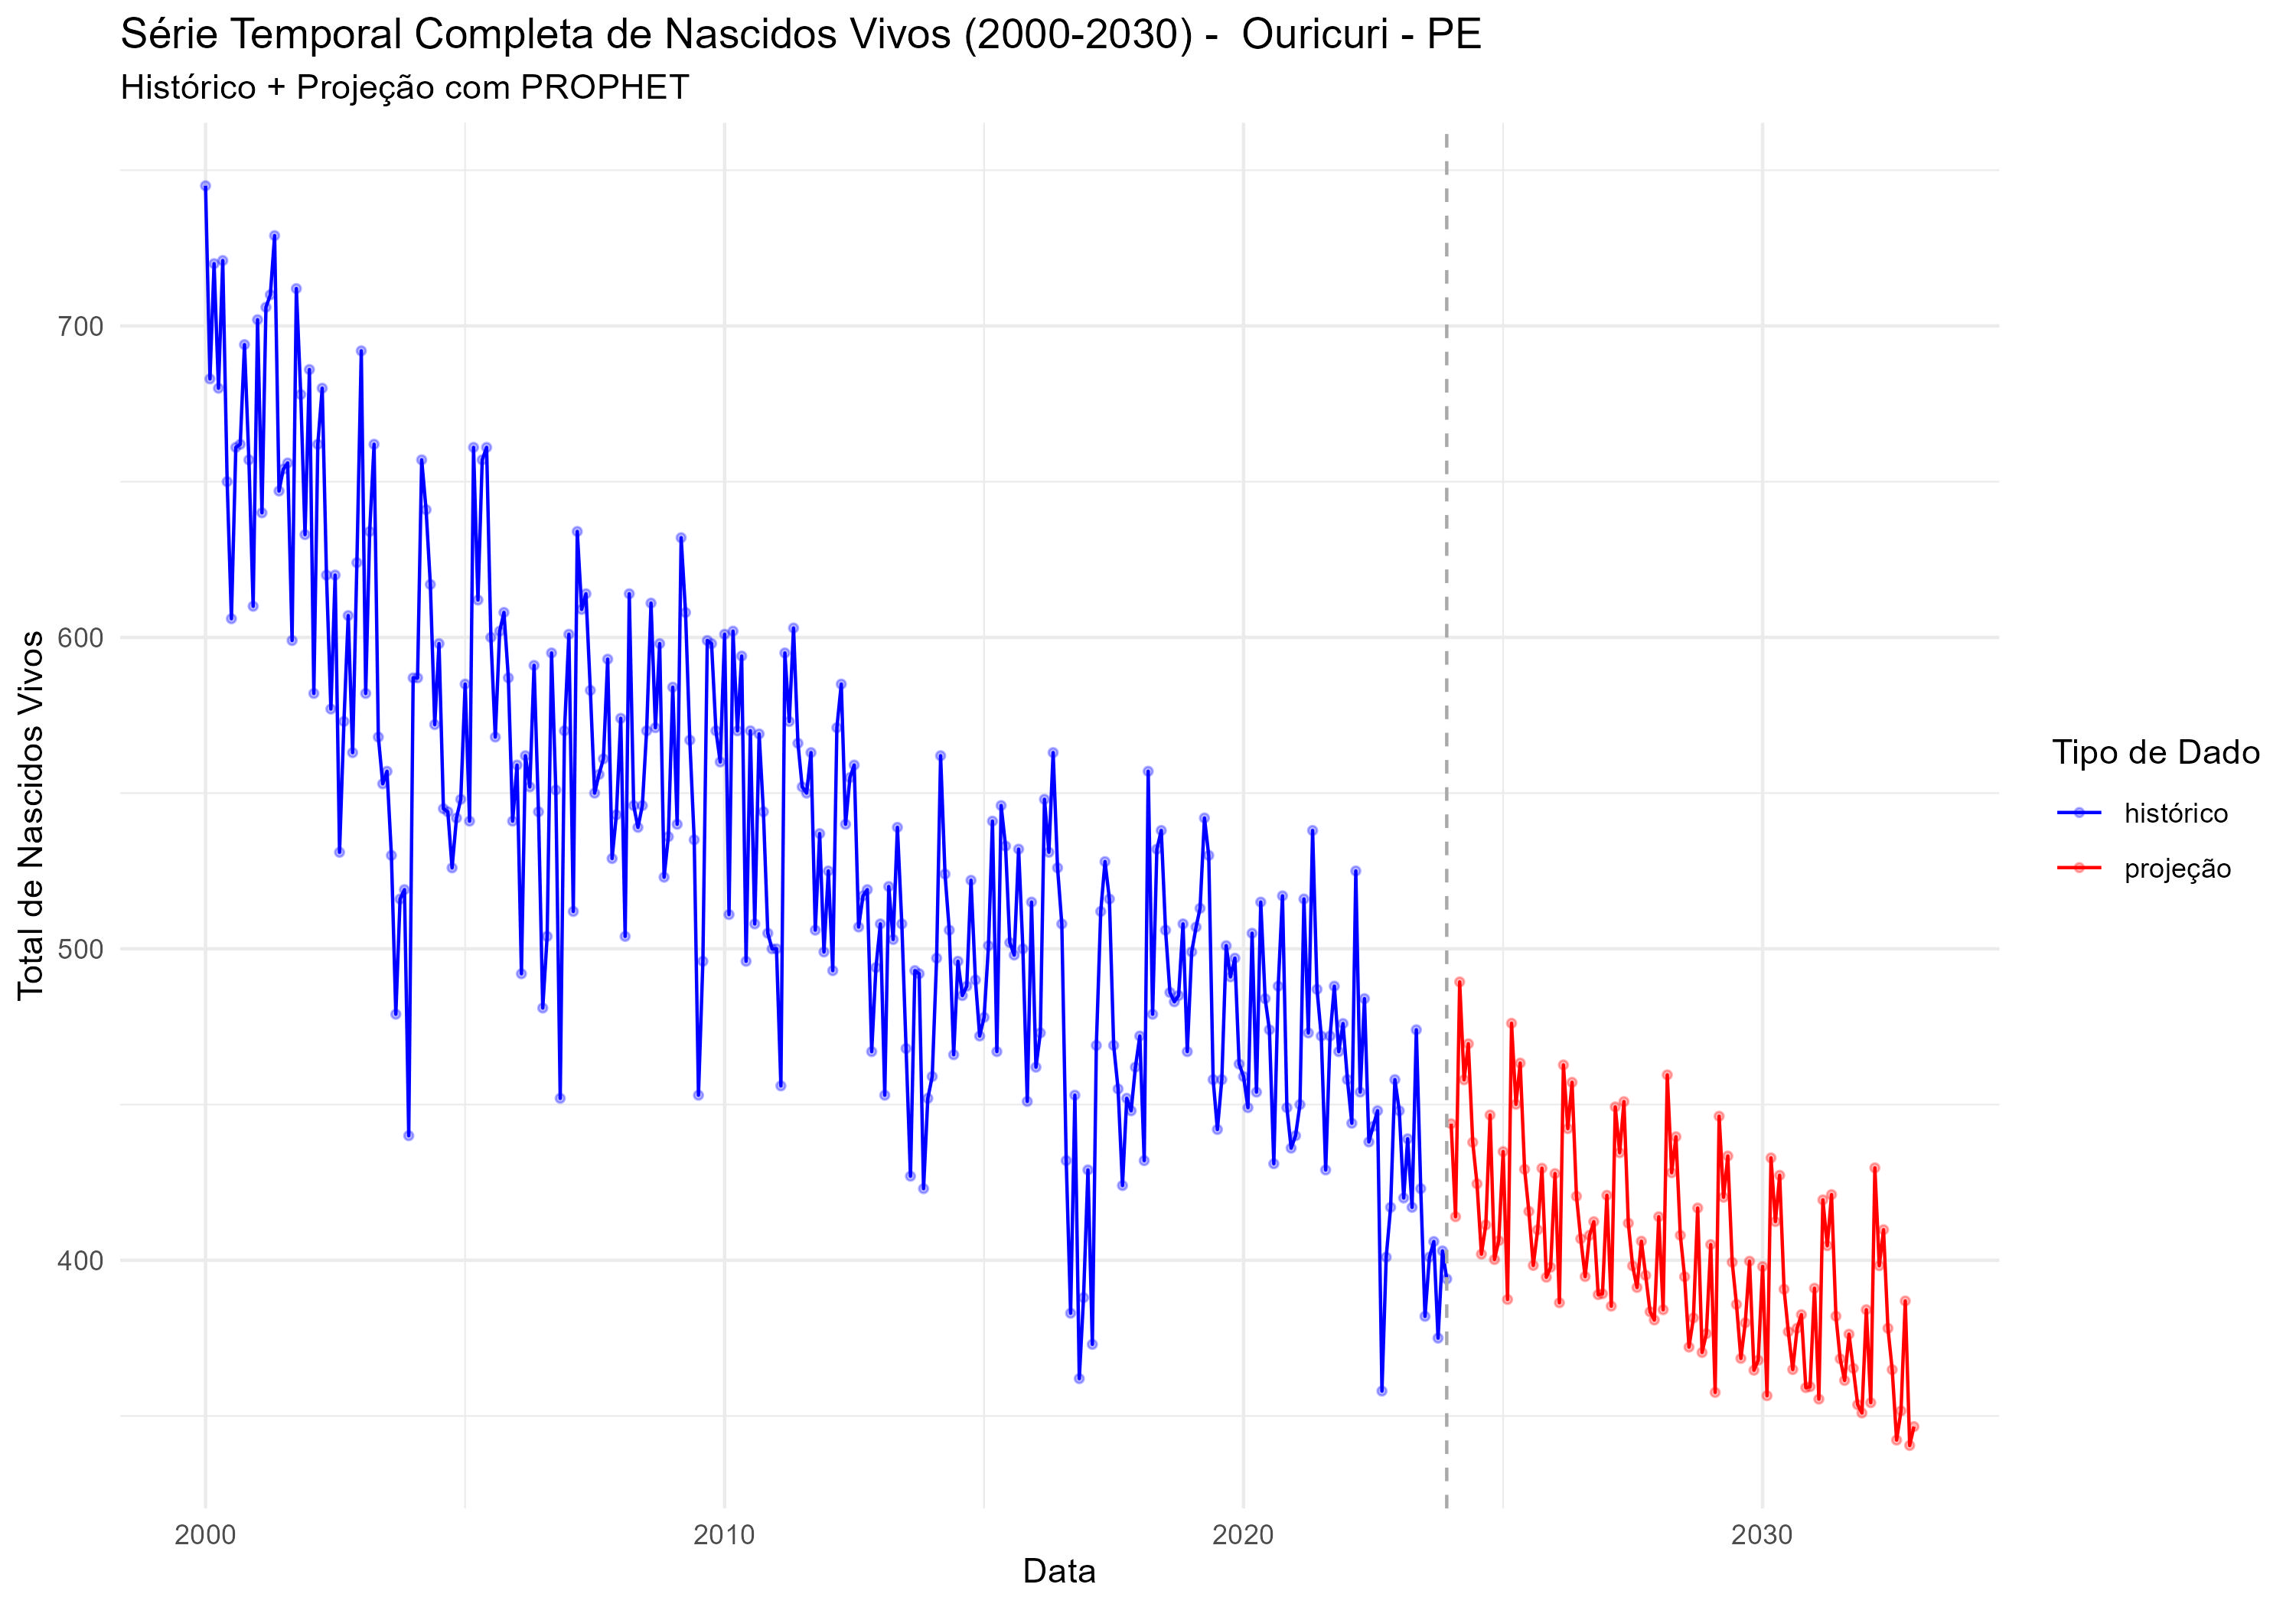 Série Temporal Completa de Nascidos Vivos (2000-2030) -  Ouricuri - PE
Histórico + Projeção com PROPHET
Total de Nascidos Vivos
700
600
500
400
2000
2010
2020
2030
Data
Tipo de Dado
histórico
projeção